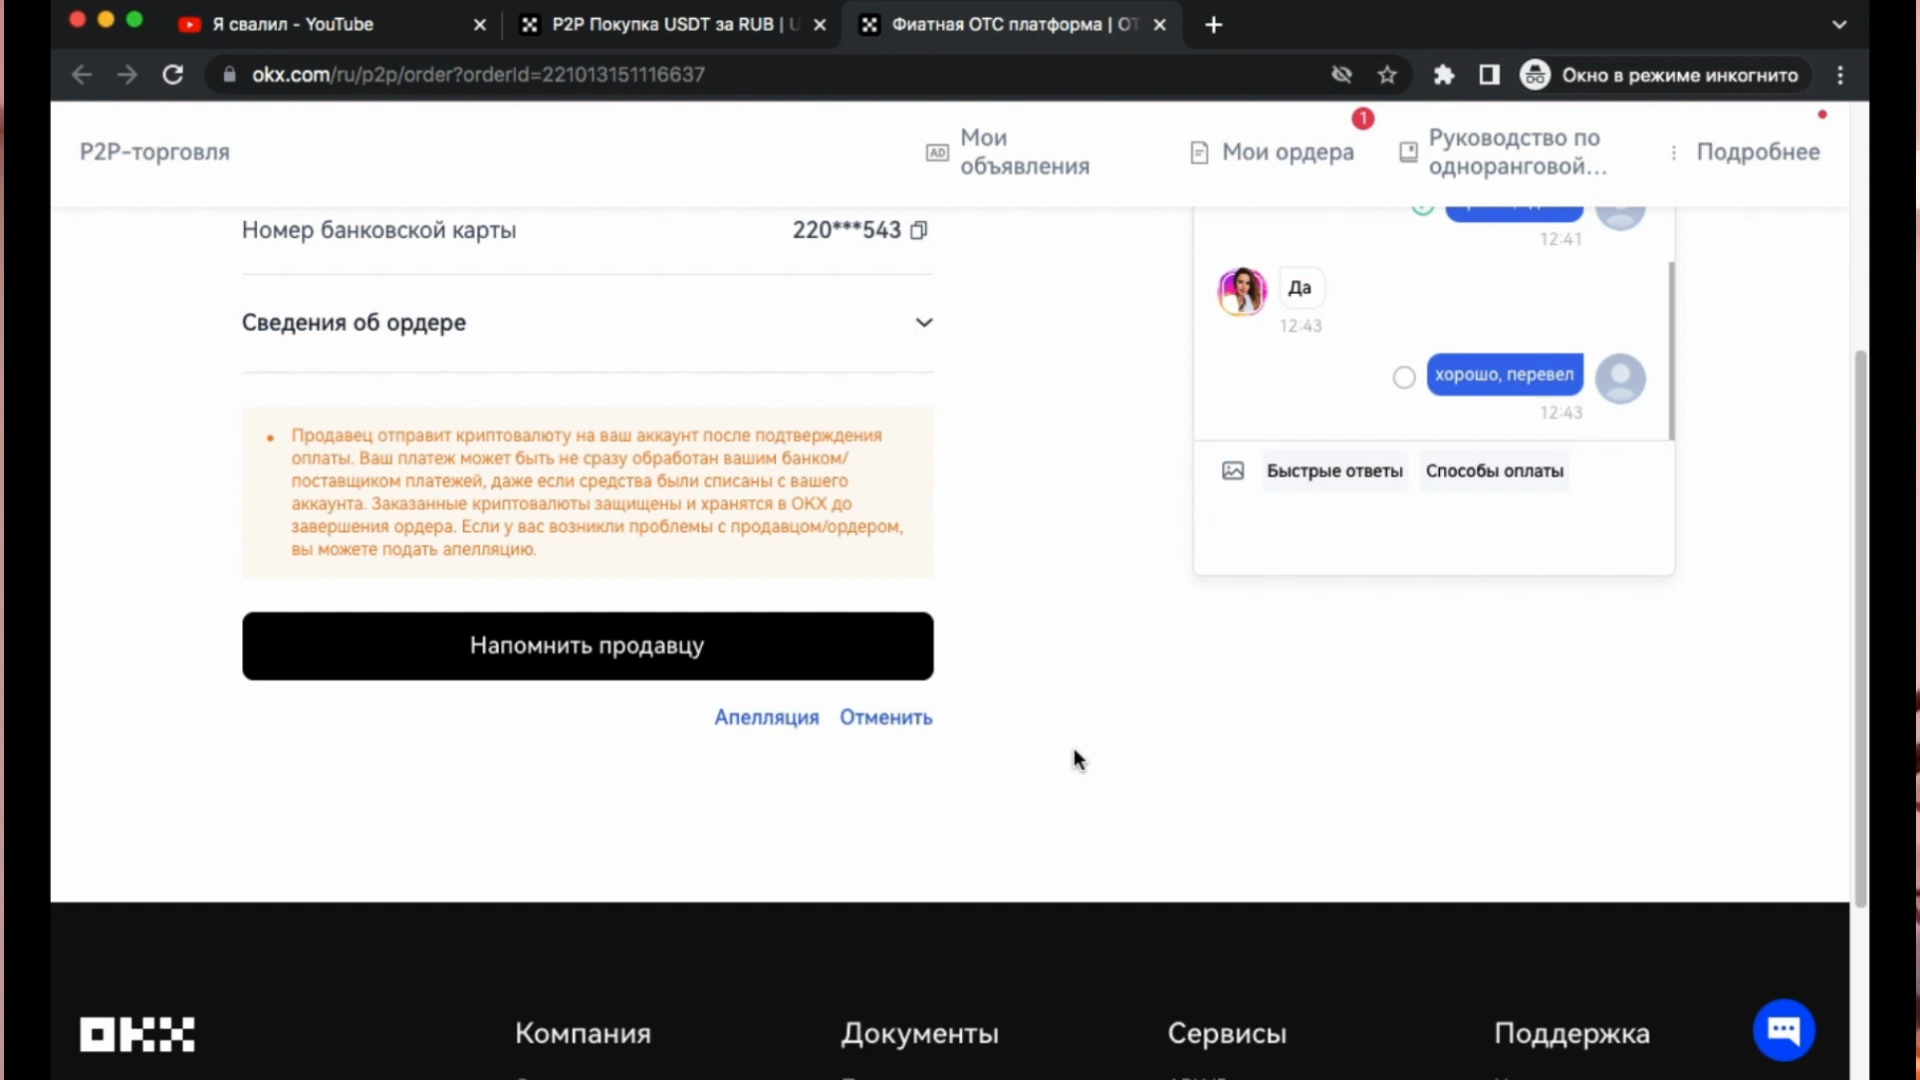 Я свалил - YouTube
P2P Покупка USDT за RUB | U
Фиатная OTC платформа | OT
okx.com/ru/p2p/order?orderId=221013151116637
Окно в режиме инкогнито
P2P-торговля
AD
Мои
объявления
Мои ордера
1
Руководство по
одноранговой...
Подробнее
Номер банковской карты
220***543
12:41
Сведения об ордере
Да
12:43
хорошо, перевел
12:43
Продавец отправит криптовалюту на ваш аккаунт после подтверждения
оплаты. Ваш платеж может быть не сразу обработан вашим банком/
поставщиком платежей, даже если средства были списаны с вашего
аккаунта. Заказанные криптовалюты защищены и хранятся в OKX до
завершения ордера. Если у вас возникли проблемы с продавцом/ордером,
вы можете подать апелляцию.
Быстрые ответы
Способы оплаты
Напомнить продавцу
Апелляция
Отменить
OKX
Компания
Документы
Сервисы
Поддержка